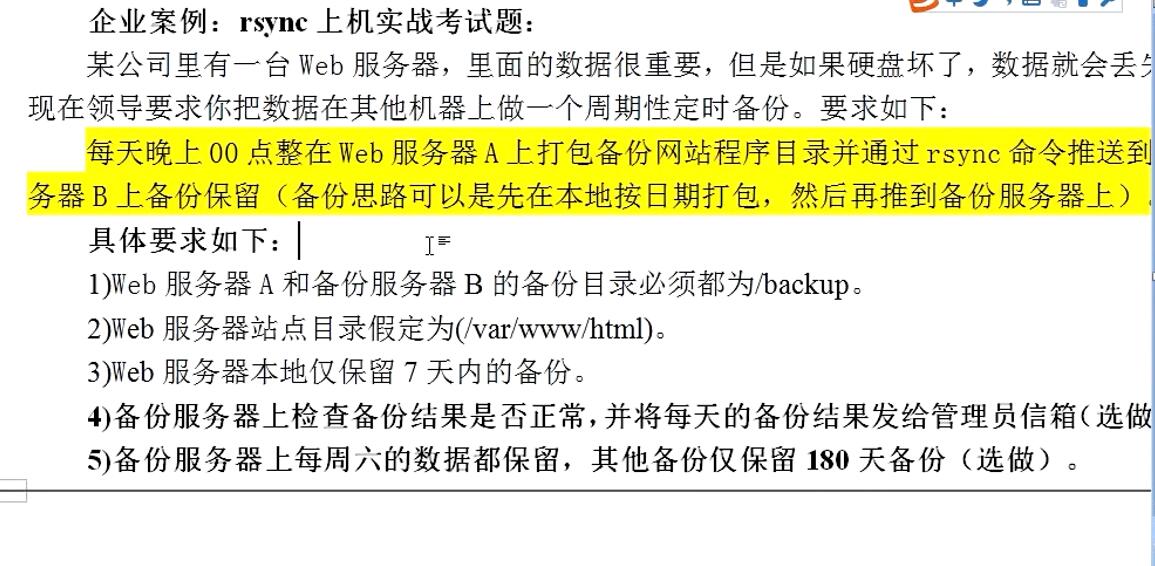 企业案例：rsync 上机实战考试题：
某公司里有一台 Web 服务器，里面的数据很重要，但是如果硬盘坏了，数据就会丢
现在领导要求你把数据在其他机器上做一个周期性定时备份。要求如下：
每天晚上 00 点整在 Web 服务器 A 上打包备份网站程序目录并通过 rsync 命令推送到
务器 B 上备份保留（备份思路可以是先在本地按日期打包，然后再推到备份服务器上）。
具体要求如下：
1)Web 服务器 A 和备份服务器 B 的备份目录必须都为/backup。
2)Web 服务器站点目录假定为(/var/www/html)。
3)Web 服务器本地仅保留 7 天内的备份。
4)备份服务器上检查备份结果是否正常,并将每天的备份结果发给管理员信箱（选做
5)备份服务器上每周六的数据都保留，其他备份仅保留 180 天备份（选做）。